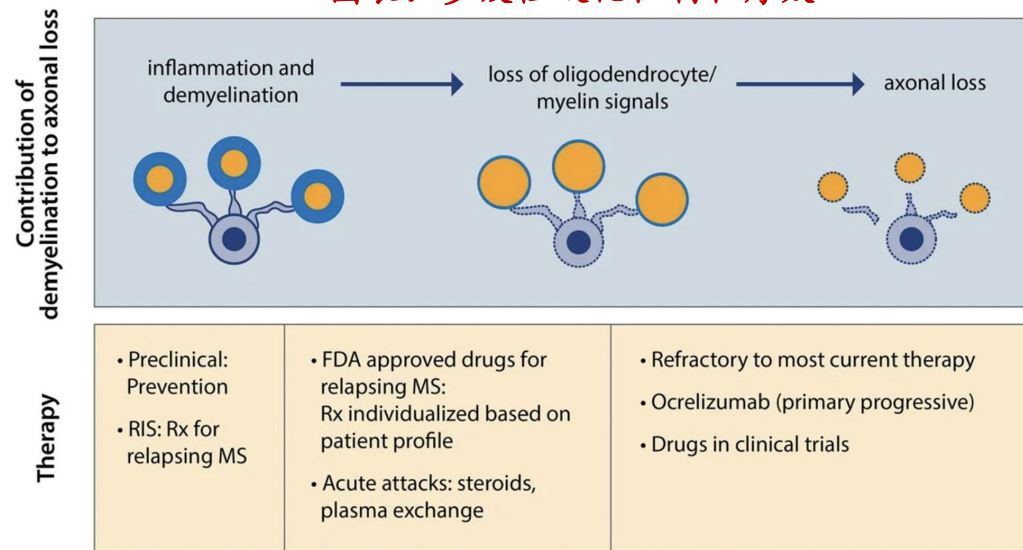 Contribution of
demyelination to axonal loss
inflammation and
demyelination
loss of oligodendrocyte/
myelin signals
axonal loss
Therapy
• Preclinical:
Prevention
• RIS: Rx for
relapsing MS
• FDA approved drugs for
relapsing MS:
Rx individualized based on
patient profile
• Acute attacks: steroids,
plasma exchange
• Refractory to most current therapy
• Ocrelizumab (primary progressive)
• Drugs in clinical trials